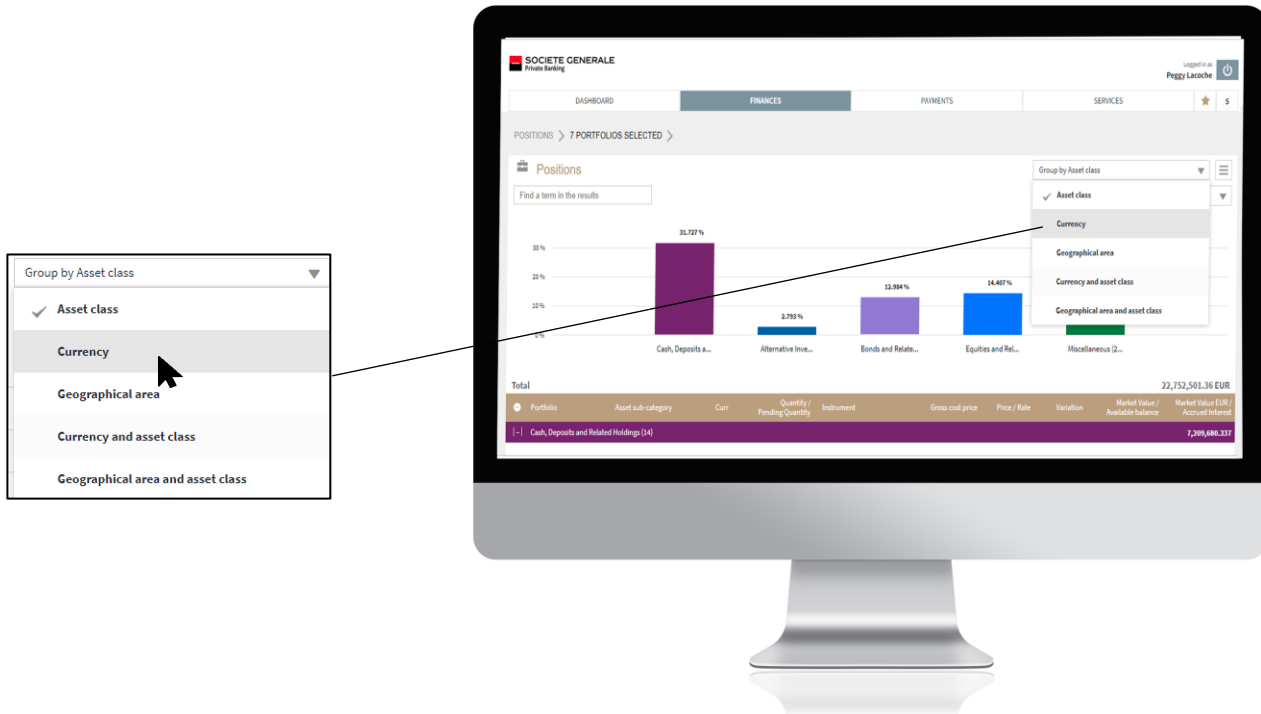 SOCIETE GENERALE
Private Banking
Logged in as
Peggy Lacoche
DASHBOARD FINANCES PAYMENTS SERVICES $
POSITIONS 7 PORTFOLIOS SELECTED
Positions
Group by Asset class
Find a term in the results
Asset class
Currency
Geographical area
Currency and asset class
Geographical area and asset class
30 %
20 %
10 %
0 %
31.727 %
2.793 %
12.984 %
14.407 %
Cash, Deposits a... Alternative Inve... Bonds and Relate... Equities and Rel... Miscellaneous (2...
Total 22,752,501.36 EUR
Portfolio Asset sub-category Curr Quantity / Instrument Gross cost price Price / Rate Variation Market Value / Market Value EUR /
Pending Quantity Available balance Accrued Interest
[-] Cash, Deposits and Related Holdings (14) 7,209,680.337
Group by Asset class
Asset class
Currency
Geographical area
Currency and asset class
Geographical area and asset class